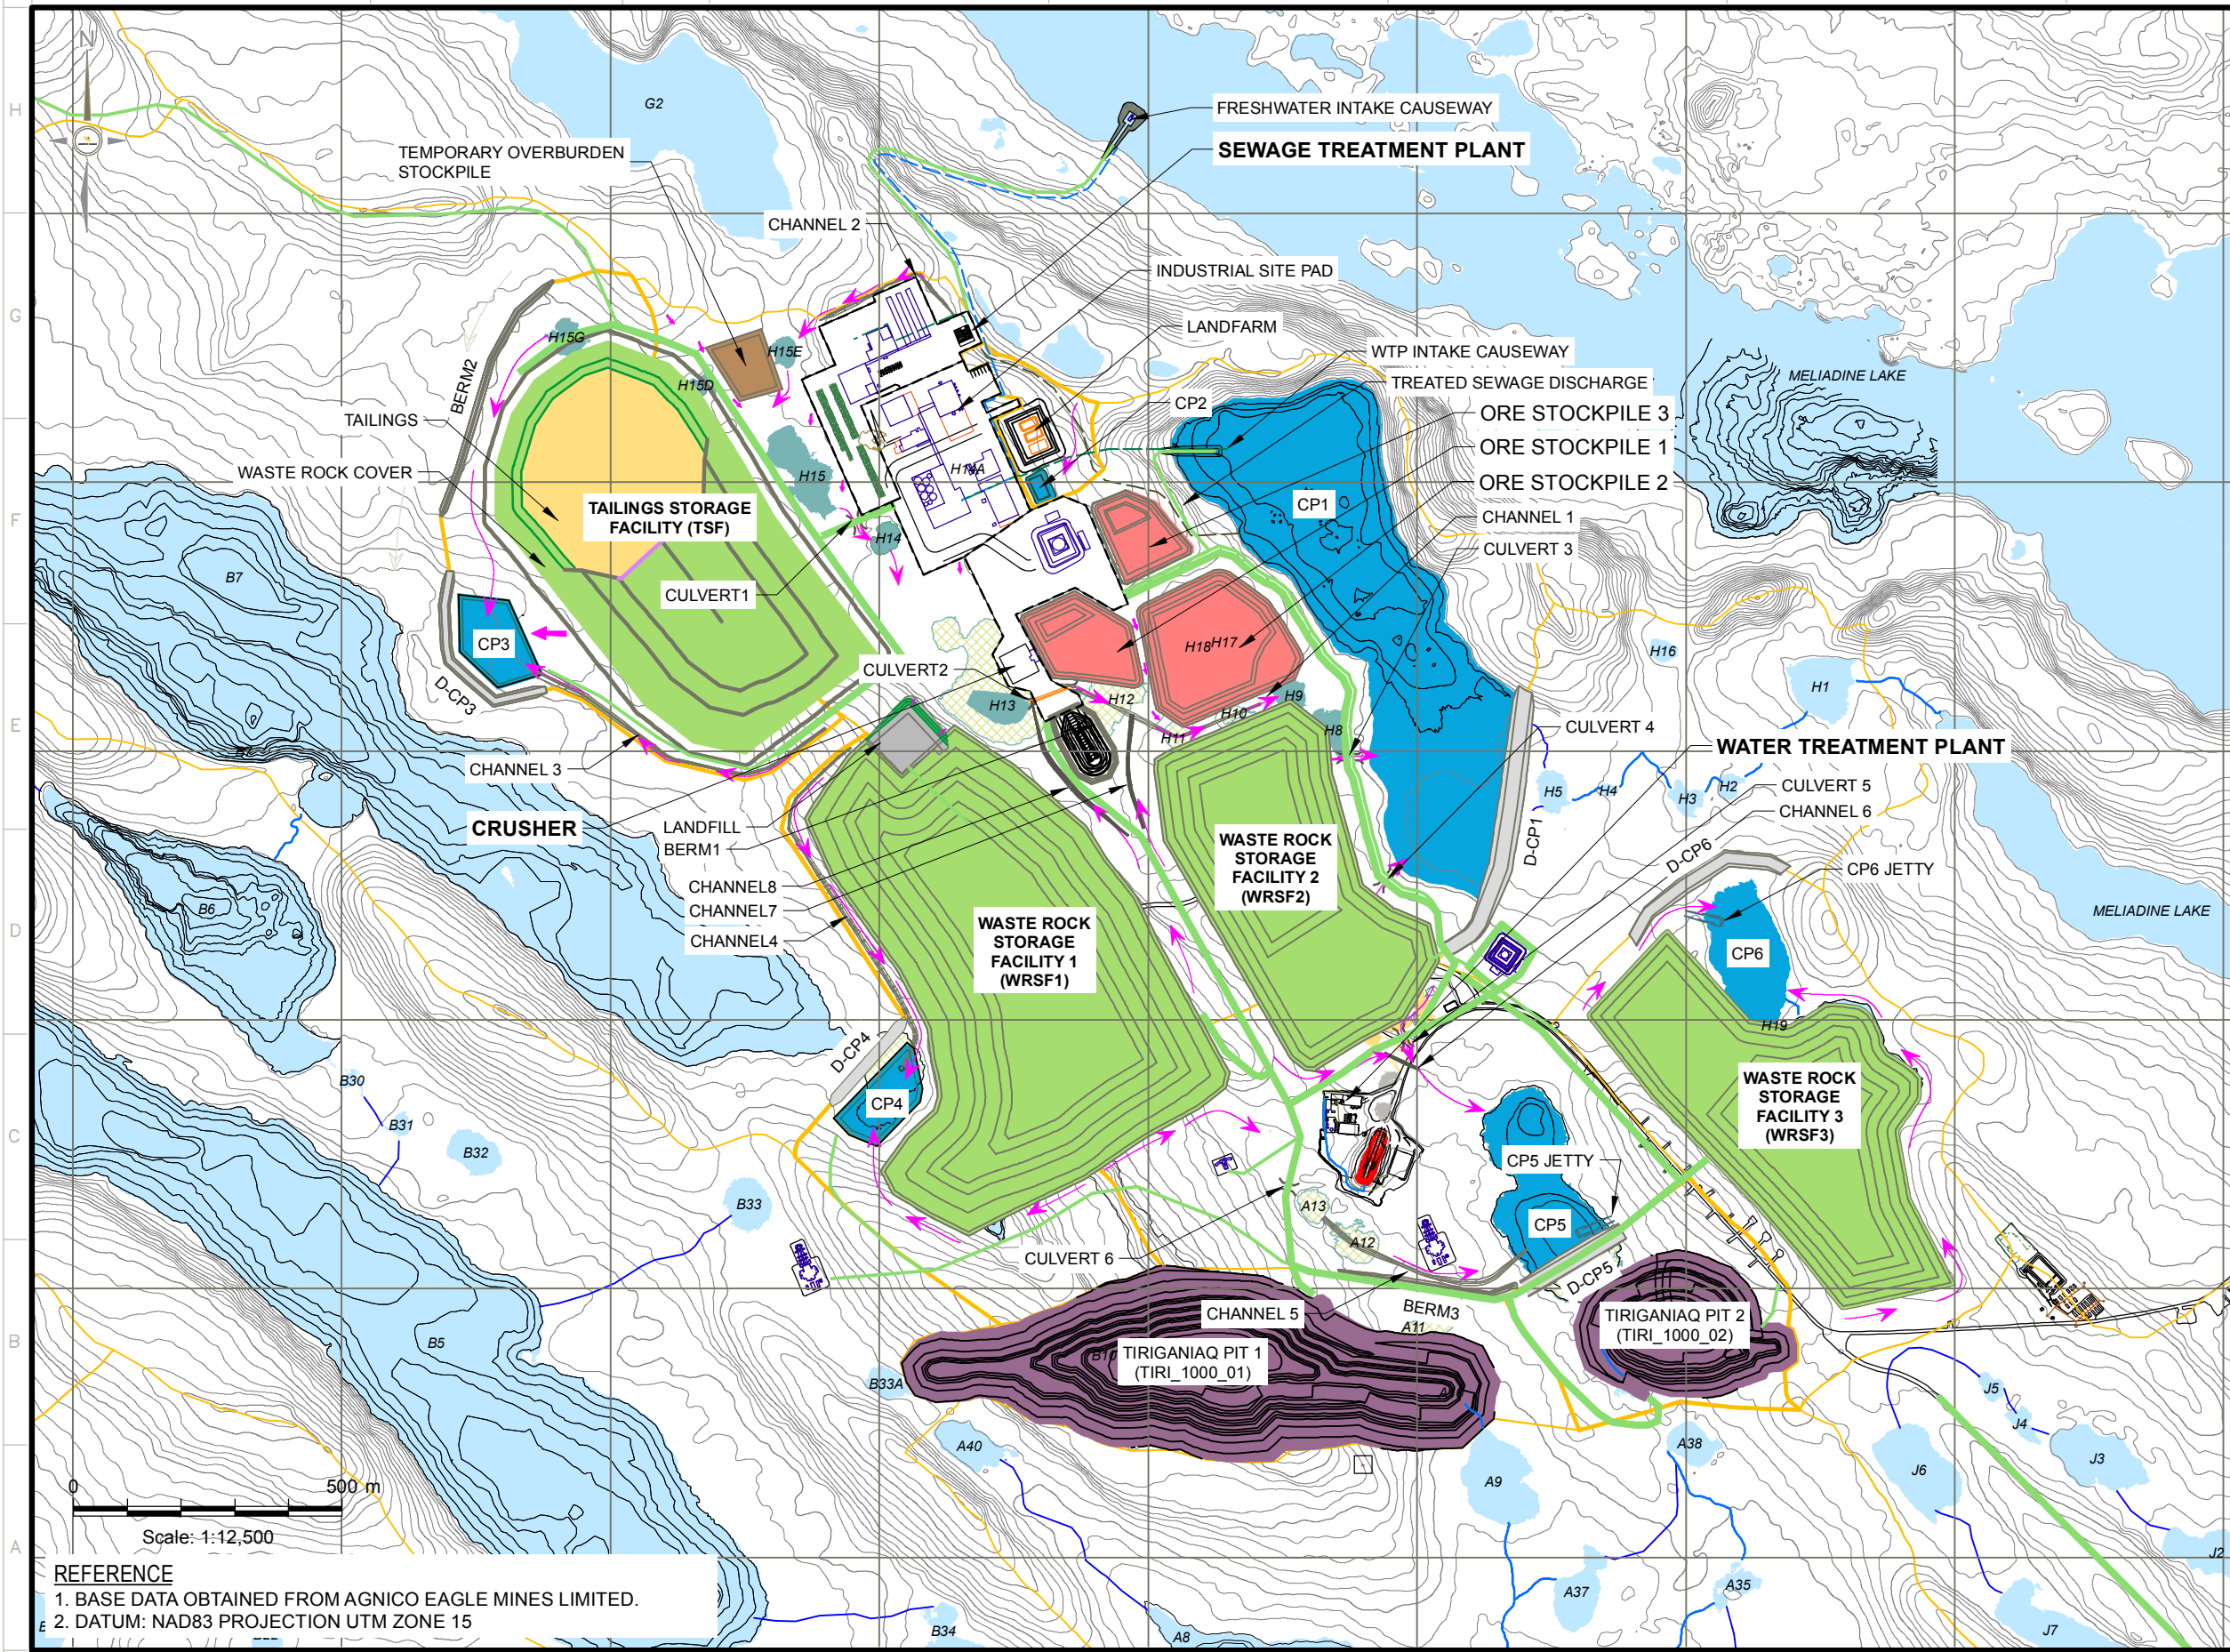 N
H
G
F
E
D
C
B
A
G2
FRESHWATER INTAKE CAUSEWAY
SEWAGE TREATMENT PLANT
TEMPORARY OVERBURDEN
STOCKPILE
CHANNEL 2
INDUSTRIAL SITE PAD
LANDFARM
WTP INTAKE CAUSEWAY
TREATED SEWAGE DISCHARGE
CP2
ORE STOCKPILE 3
ORE STOCKPILE 1
ORE STOCKPILE 2
CHANNEL 1
CULVERT 3
MELIADINE LAKE
H15G
H15E
H15D
BERM2
TAILINGS
WASTE ROCK COVER
TAILINGS STORAGE
FACILITY (TSF)
H15
H14A
H14
CP1
B7
CULVERT1
CP3
D-CP3
CULVERT2
H18
H17
H16
H1
H13
H12
H11
H10
H9
H8
CULVERT 4
WATER TREATMENT PLANT
CHANNEL 3
H5
H4
H3
H2
CULVERT 5
CHANNEL 6
CRUSHER
LANDFILL
BERM1
CHANNEL8
CHANNEL7
CHANNEL4
WASTE ROCK
STORAGE
FACILITY 2
(WRSF2)
D-CP1
D-CP6
CP6 JETTY
B6
WASTE ROCK
STORAGE
FACILITY 1
(WRSF1)
MELIADINE LAKE
CP6
H19
D-CP4
CP4
B30
B31
B32
B33
WASTE ROCK
STORAGE
FACILITY 3
(WRSF3)
CP5 JETTY
CP5
A13
A12
CULVERT 6
D-CP5
CHANNEL 5
BERM3
A11
TIRIGANIAQ PIT 2
(TIRI_1000_02)
TIRIGANIAQ PIT 1
(TIRI_1000_01)
B5
B33A
A40
A9
A38
J5
J4
J3
J6
J2
0
500 m
Scale: 1:12,500
A37
A35
J7
B34
A8
REFERENCE
1. BASE DATA OBTAINED FROM AGNICO EAGLE MINES LIMITED.
2. DATUM: NAD83 PROJECTION UTM ZONE 15